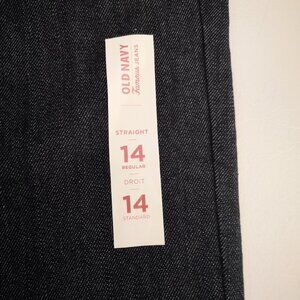 OLD NAVY
Famous JEANS
STRAIGHT
14
REGULAR
DROIT
14
STANDARD